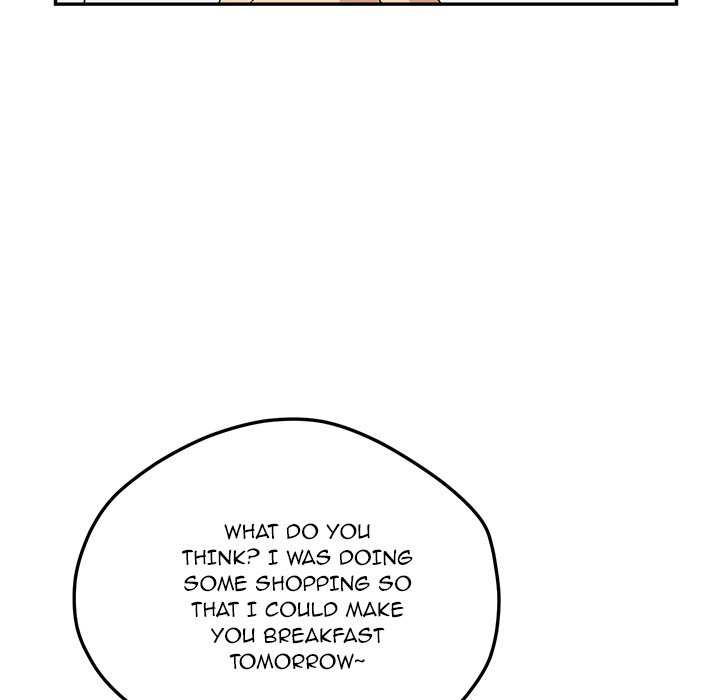 WHAT DO YOU
THINK? I WAS DOING
SOME SHOPPING SO
THAT I COULD MAKE
YOU BREAKFAST
TOMORROW~